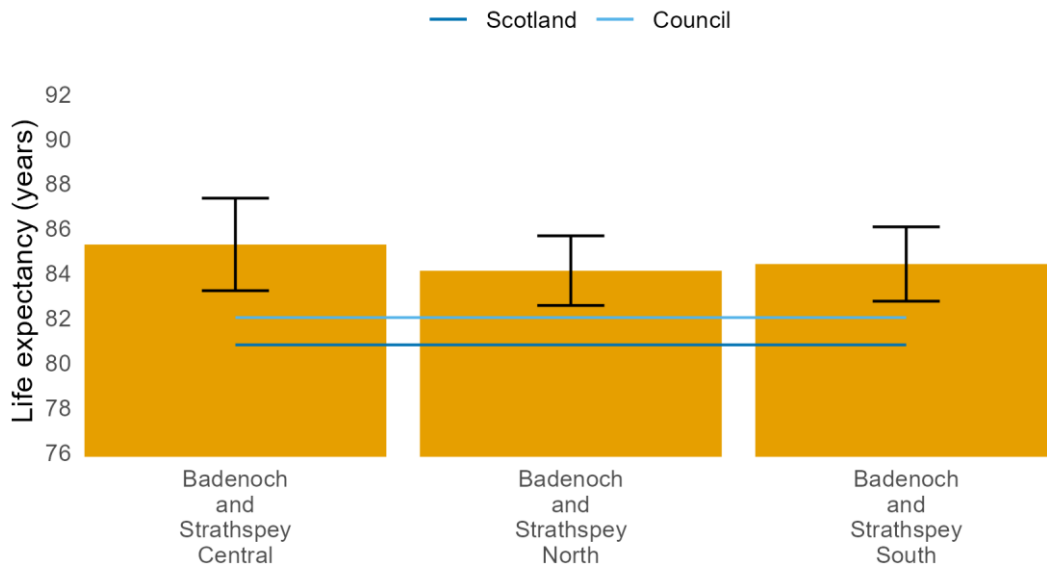 Scotland Council
Life expectancy (years)
92
90
88
86
84
82
80
78
76
Badenoch
and
Strathspey
Central
Badenoch
and
Strathspey
North
Badenoch
and
Strathspey
South